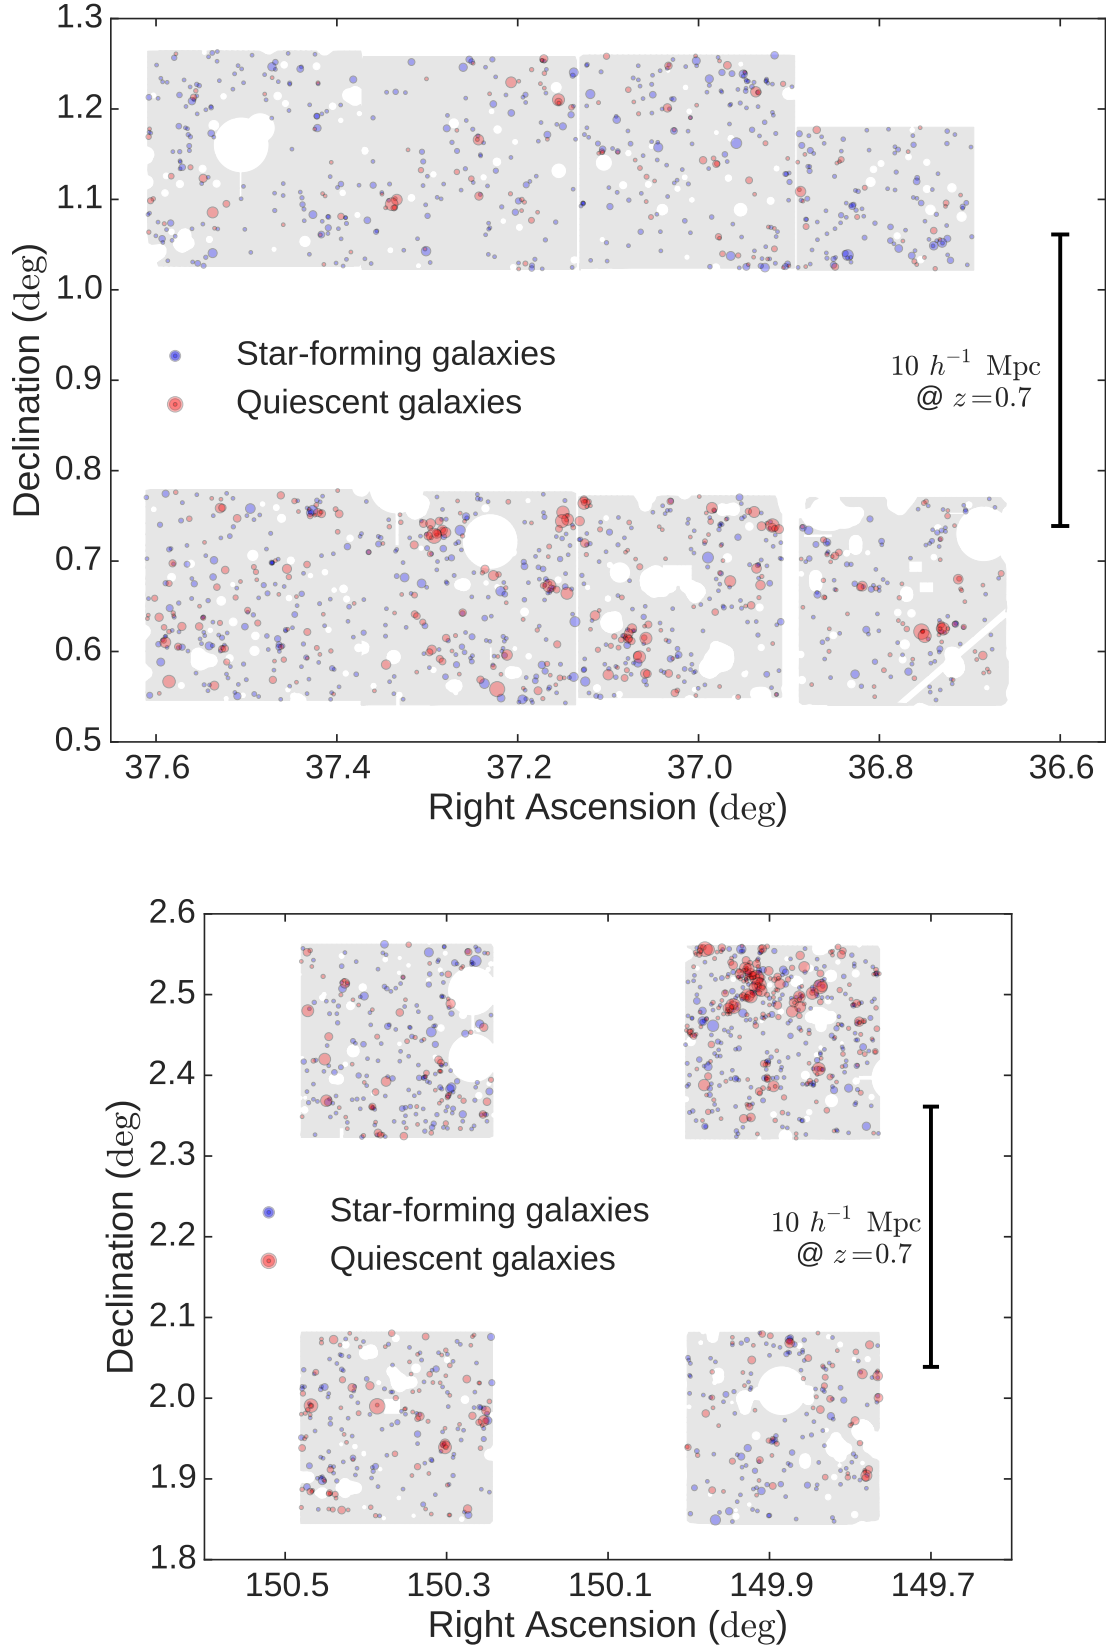 1.3
1.2
1.1
1.0
0.9
0.8
0.7
0.6
0.5
Declination (deg)
Star-forming galaxies
Quiescent galaxies
10 h⁻¹ Mpc
@ z=0.7
37.6 37.4 37.2 37.0 36.8 36.6
Right Ascension (deg)
2.6
2.5
2.4
2.3
2.2
2.1
2.0
1.9
1.8
Declination (deg)
Star-forming galaxies
Quiescent galaxies
10 h⁻¹ Mpc
@ z=0.7
150.5 150.3 150.1 149.9 149.7
Right Ascension (deg)